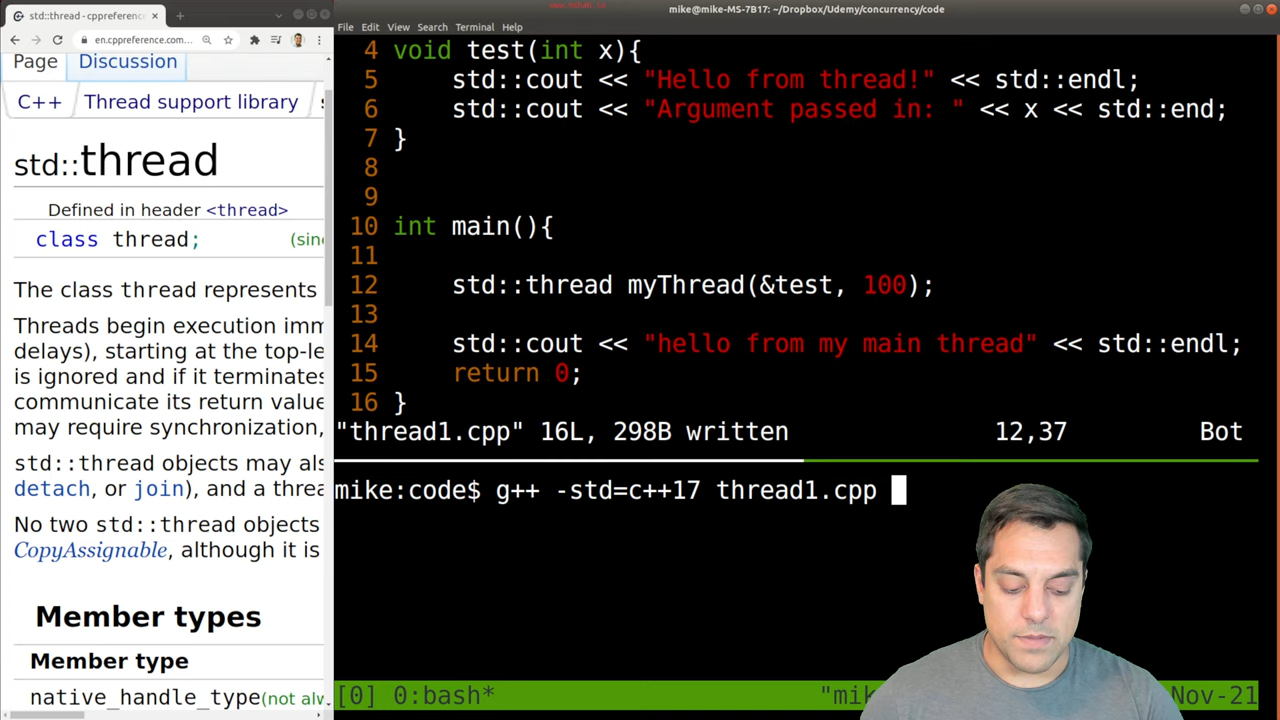 std::thread - cppreference
mike@mike-MS-7B17: ~/Dropbox/Udemy/concurrency/code
en.cppreference.com...
File Edit View Search Terminal Help
Page Discussion
C++ Thread support library
std::thread
Defined in header <thread>
class thread; (sinc
The class thread represents
Threads begin execution imm
delays), starting at the top-le
is ignored and if it terminates
communicate its return value
may require synchronization,
std::thread objects may als
detach, or join), and a threa
No two std::thread objects
CopyAssignable, although it is
Member types
Member type
native_handle_type(not alw
4 void test(int x){
5 std::cout << "Hello from thread!" << std::endl;
6 std::cout << "Argument passed in: " << x << std::end;
7 }
8
9
10 int main(){
11
12 std::thread myThread(&test, 100);
13
14 std::cout << "hello from my main thread" << std::endl;
15 return 0;
16 }
"thread1.cpp" 16L, 298B written 12,37 Bot
mike:code$ g++ -std=c++17 thread1.cpp
[0] 0:bash* "mik Nov-21